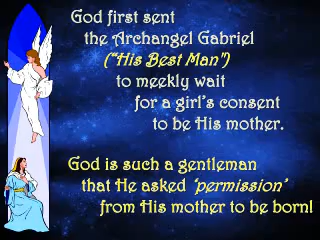 God first sent
the Archangel Gabriel
("His Best Man")
to meekly wait
for a girl's consent
to be His mother.
God is such a gentleman
that He asked 'permission'
from His mother to be born!